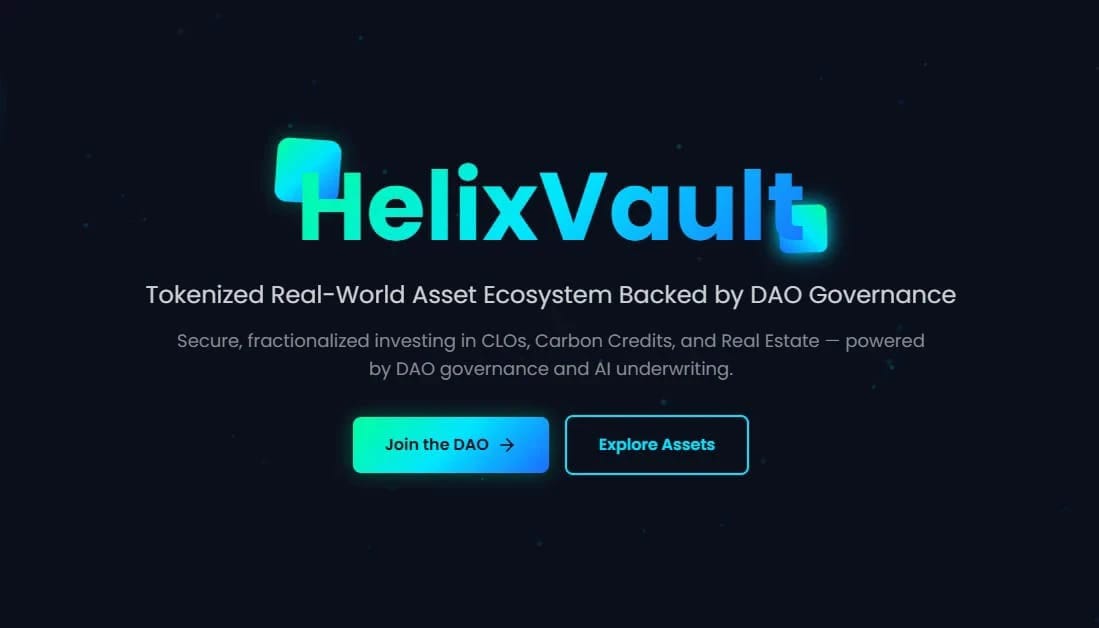 HelixVault
Tokenized Real-World Asset Ecosystem Backed by DAO Governance
Secure, fractionalized investing in CLOs, Carbon Credits, and Real Estate — powered
by DAO governance and AI underwriting.
Join the DAO →
Explore Assets